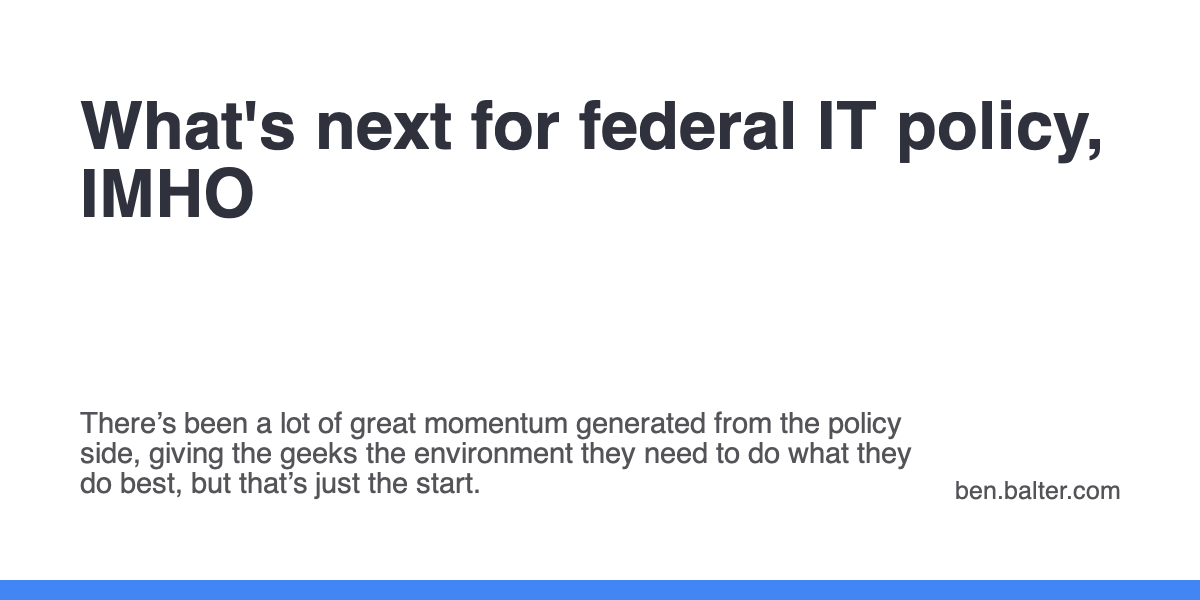 What's next for federal IT policy,
IMHO
There’s been a lot of great momentum generated from the policy
side, giving the geeks the environment they need to do what they
do best, but that’s just the start.
ben.balter.com